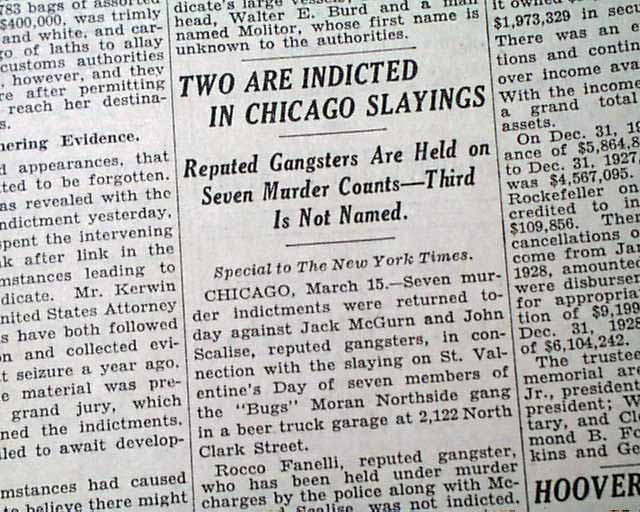 783 bags of assorted
$400,000, was trimly
and white, and car-
go of laths to allay
customs authorities
, however, and they
re after permitting
reach her destina-
s.
hering Evidence.
d appearances, that
ted to be forgotten.
as revealed with the
indictment yesterday,
spent the intervening
k after link in the
mstances leading to
dicate. Mr. Kerwin
nited States Attorney
s have both followed
on and collected evi-
t seizure a year ago.
e material was pre-
grand jury, which
ned the indictments.
led to await develop-
mstances had caused
to believe there might
dicate's large
head, Walter E. Burd and a man
named Molitor, whose first name is
unknown to the authorities.
TWO ARE INDICTED
IN CHICAGO SLAYINGS
Reputed Gangsters Are Held on
Seven Murder Counts—Third
Is Not Named.
Special to The New York Times.
CHICAGO, March 15.—Seven mur-
der indictments were returned to-
day against Jack McGurn and John
Scalise, reputed gangsters, in con-
nection with the slaying on St. Val-
entine's Day of seven members of
the "Bugs" Moran Northside gang
in a beer truck garage at 2,122 North
Clark Street.
Rocco Fanelli, reputed gangster,
who has been held under murder
charges by the police along with Mc-
Scalise was not indicted.
it owned
$1,973,329 in secu
There was an e
tions and contin
over income ava
With the income
a grand total
assets.
On Dec. 31, 19
ance of $5,864,8
to Dec. 31, 1927,
was $4,567,095.
Rockefeller on
credited to in
$109,856. Ther
cancellations o
come from Jan
1928, amounted
were disburse
for appropria
tion of $9,199
Dec. 31, 1928
of $6,104,242.
The trustee
memorial are
Jr., president
president; W
tary, and Cl
mond B. Fo
kins and Ge
HOOVER